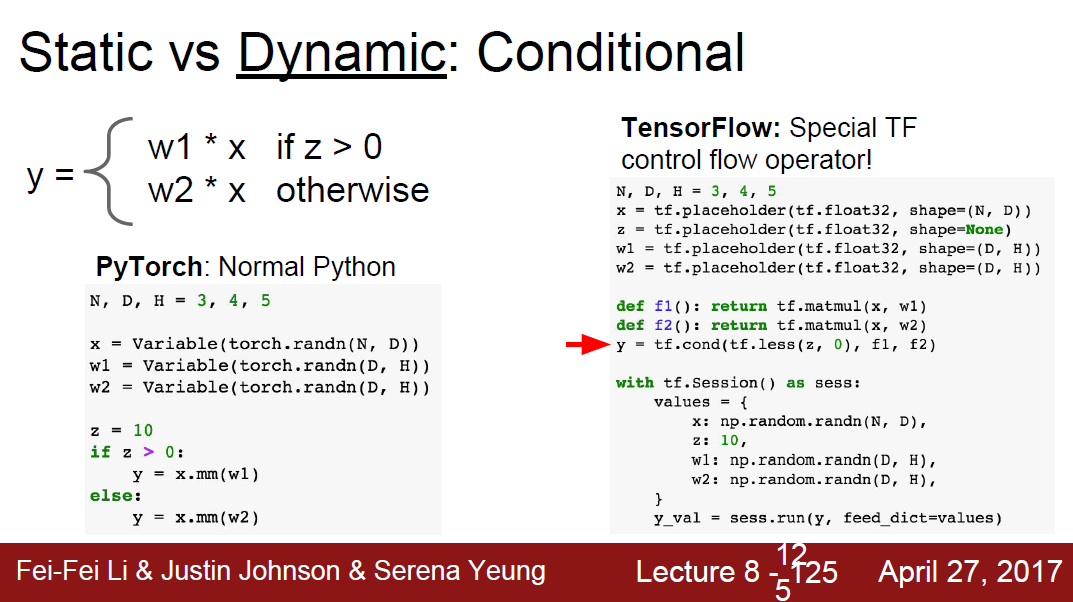 Static vs Dynamic: Conditional
y =
w1 * x if z > 0
w2 * x otherwise
PyTorch: Normal Python
N, D, H = 3, 4, 5
x = Variable(torch.randn(N, D))
w1 = Variable(torch.randn(D, H))
w2 = Variable(torch.randn(D, H))
z = 10
if z > 0:
    y = x.mm(w1)
else:
    y = x.mm(w2)
TensorFlow: Special TF
control flow operator!
N, D, H = 3, 4, 5
x = tf.placeholder(tf.float32, shape=(N, D))
z = tf.placeholder(tf.float32, shape=None)
w1 = tf.placeholder(tf.float32, shape=(D, H))
w2 = tf.placeholder(tf.float32, shape=(D, H))
def f1(): return tf.matmul(x, w1)
def f2(): return tf.matmul(x, w2)
y = tf.cond(tf.less(z, 0), f1, f2)
with tf.Session() as sess:
    values = {
        x: np.random.randn(N, D),
        z: 10,
        w1: np.random.randn(D, H),
        w2: np.random.randn(D, H),
    }
    y_val = sess.run(y, feed_dict=values)
Fei-Fei Li & Justin Johnson & Serena Yeung
Lecture 8 - 125
12
5
April 27, 2017